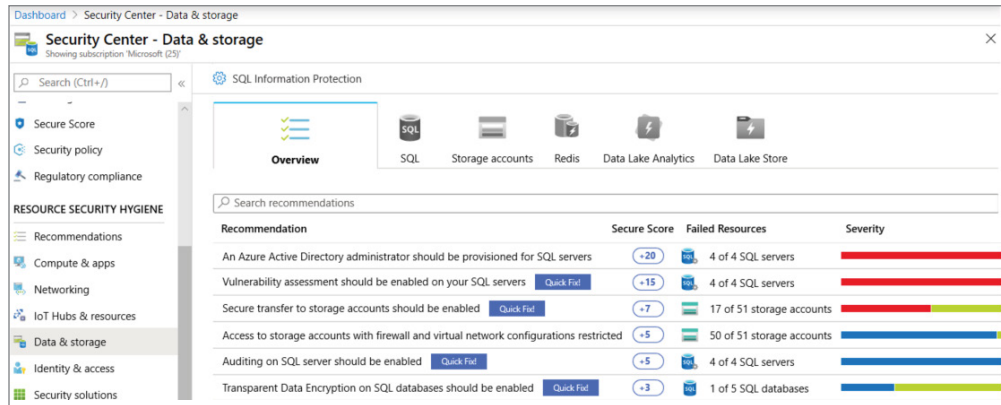 Dashboard > Security Center - Data & storage
Security Center - Data & storage
Showing subscription 'Microsoft (25)'
Search (Ctrl+/)
Secure Score
Security policy
Regulatory compliance
RESOURCE SECURITY HYGIENE
Recommendations
Compute & apps
Networking
IoT Hubs & resources
Data & storage
Identity & access
Security solutions
SQL Information Protection
Overview
SQL
SQL
Storage accounts
Redis
Data Lake Analytics
Data Lake Store
Search recommendations
Recommendation Secure Score Failed Resources Severity
An Azure Active Directory administrator should be provisioned for SQL servers +20 SQL 4 of 4 SQL servers
Vulnerability assessment should be enabled on your SQL servers Quick Fix! +15 SQL 4 of 4 SQL servers
Secure transfer to storage accounts should be enabled Quick Fix! +7 17 of 51 storage accounts
Access to storage accounts with firewall and virtual network configurations restricted +5 50 of 51 storage accounts
Auditing on SQL server should be enabled Quick Fix! +5 SQL 4 of 4 SQL servers
Transparent Data Encryption on SQL databases should be enabled Quick Fix! +3 SQL 1 of 5 SQL databases